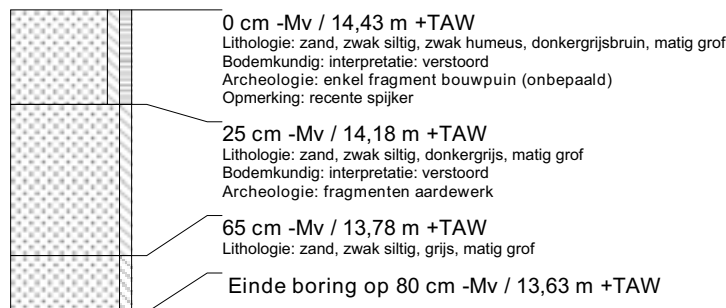 0 cm -Mv / 14,43 m +TAW
Lithologie: zand, zwak siltig, zwak humeus, donkergrijsbruin, matig grof
Bodemkundig: interpretatie: verstoord
Archeologie: enkel fragment bouwpuin (onbepaald)
Opmerking: recente spijker
25 cm -Mv / 14,18 m +TAW
Lithologie: zand, zwak siltig, donkergrijs, matig grof
Bodemkundig: interpretatie: verstoord
Archeologie: fragmenten aardewerk
65 cm -Mv / 13,78 m +TAW
Lithologie: zand, zwak siltig, grijs, matig grof
Einde boring op 80 cm -Mv / 13,63 m +TAW